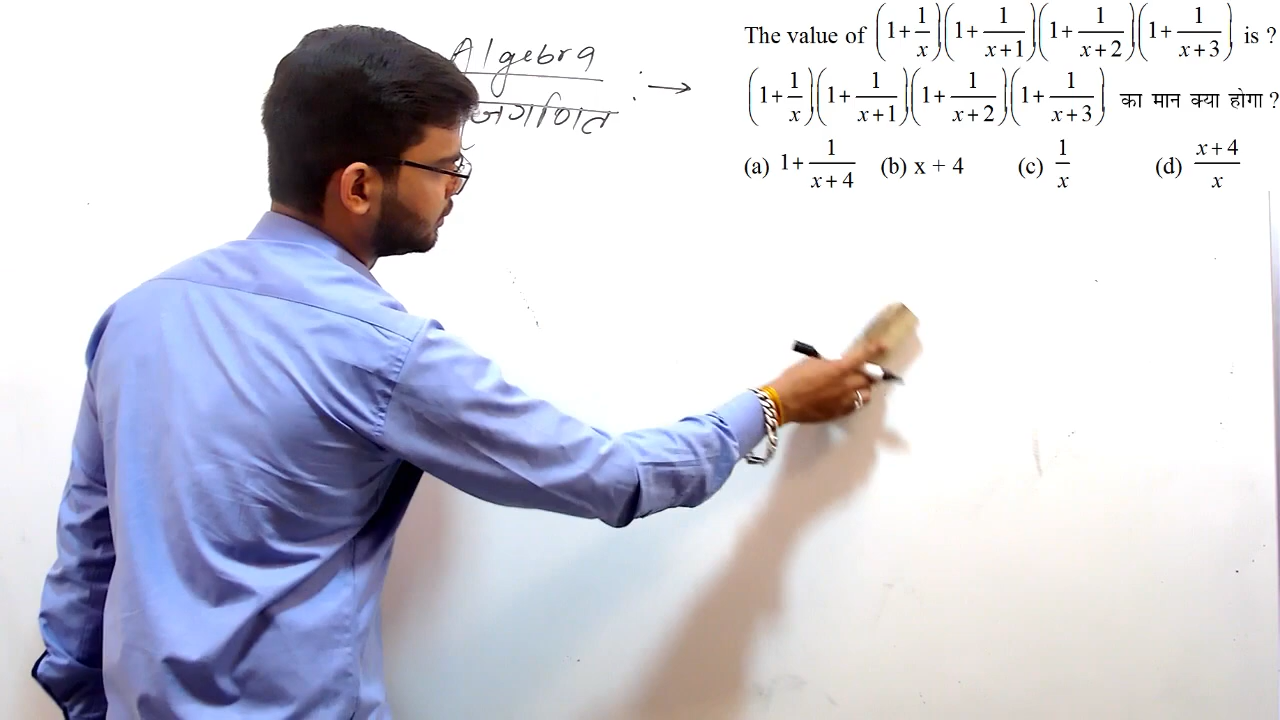 Algebra
जगणित :→
The value of (1+1/x)(1+1/(x+1))(1+1/(x+2))(1+1/(x+3)) is ?
(1+1/x)(1+1/(x+1))(1+1/(x+2))(1+1/(x+3)) का मान क्या होगा ?
(a) 1+1/(x+4) (b) x + 4 (c) 1/x (d) (x+4)/x